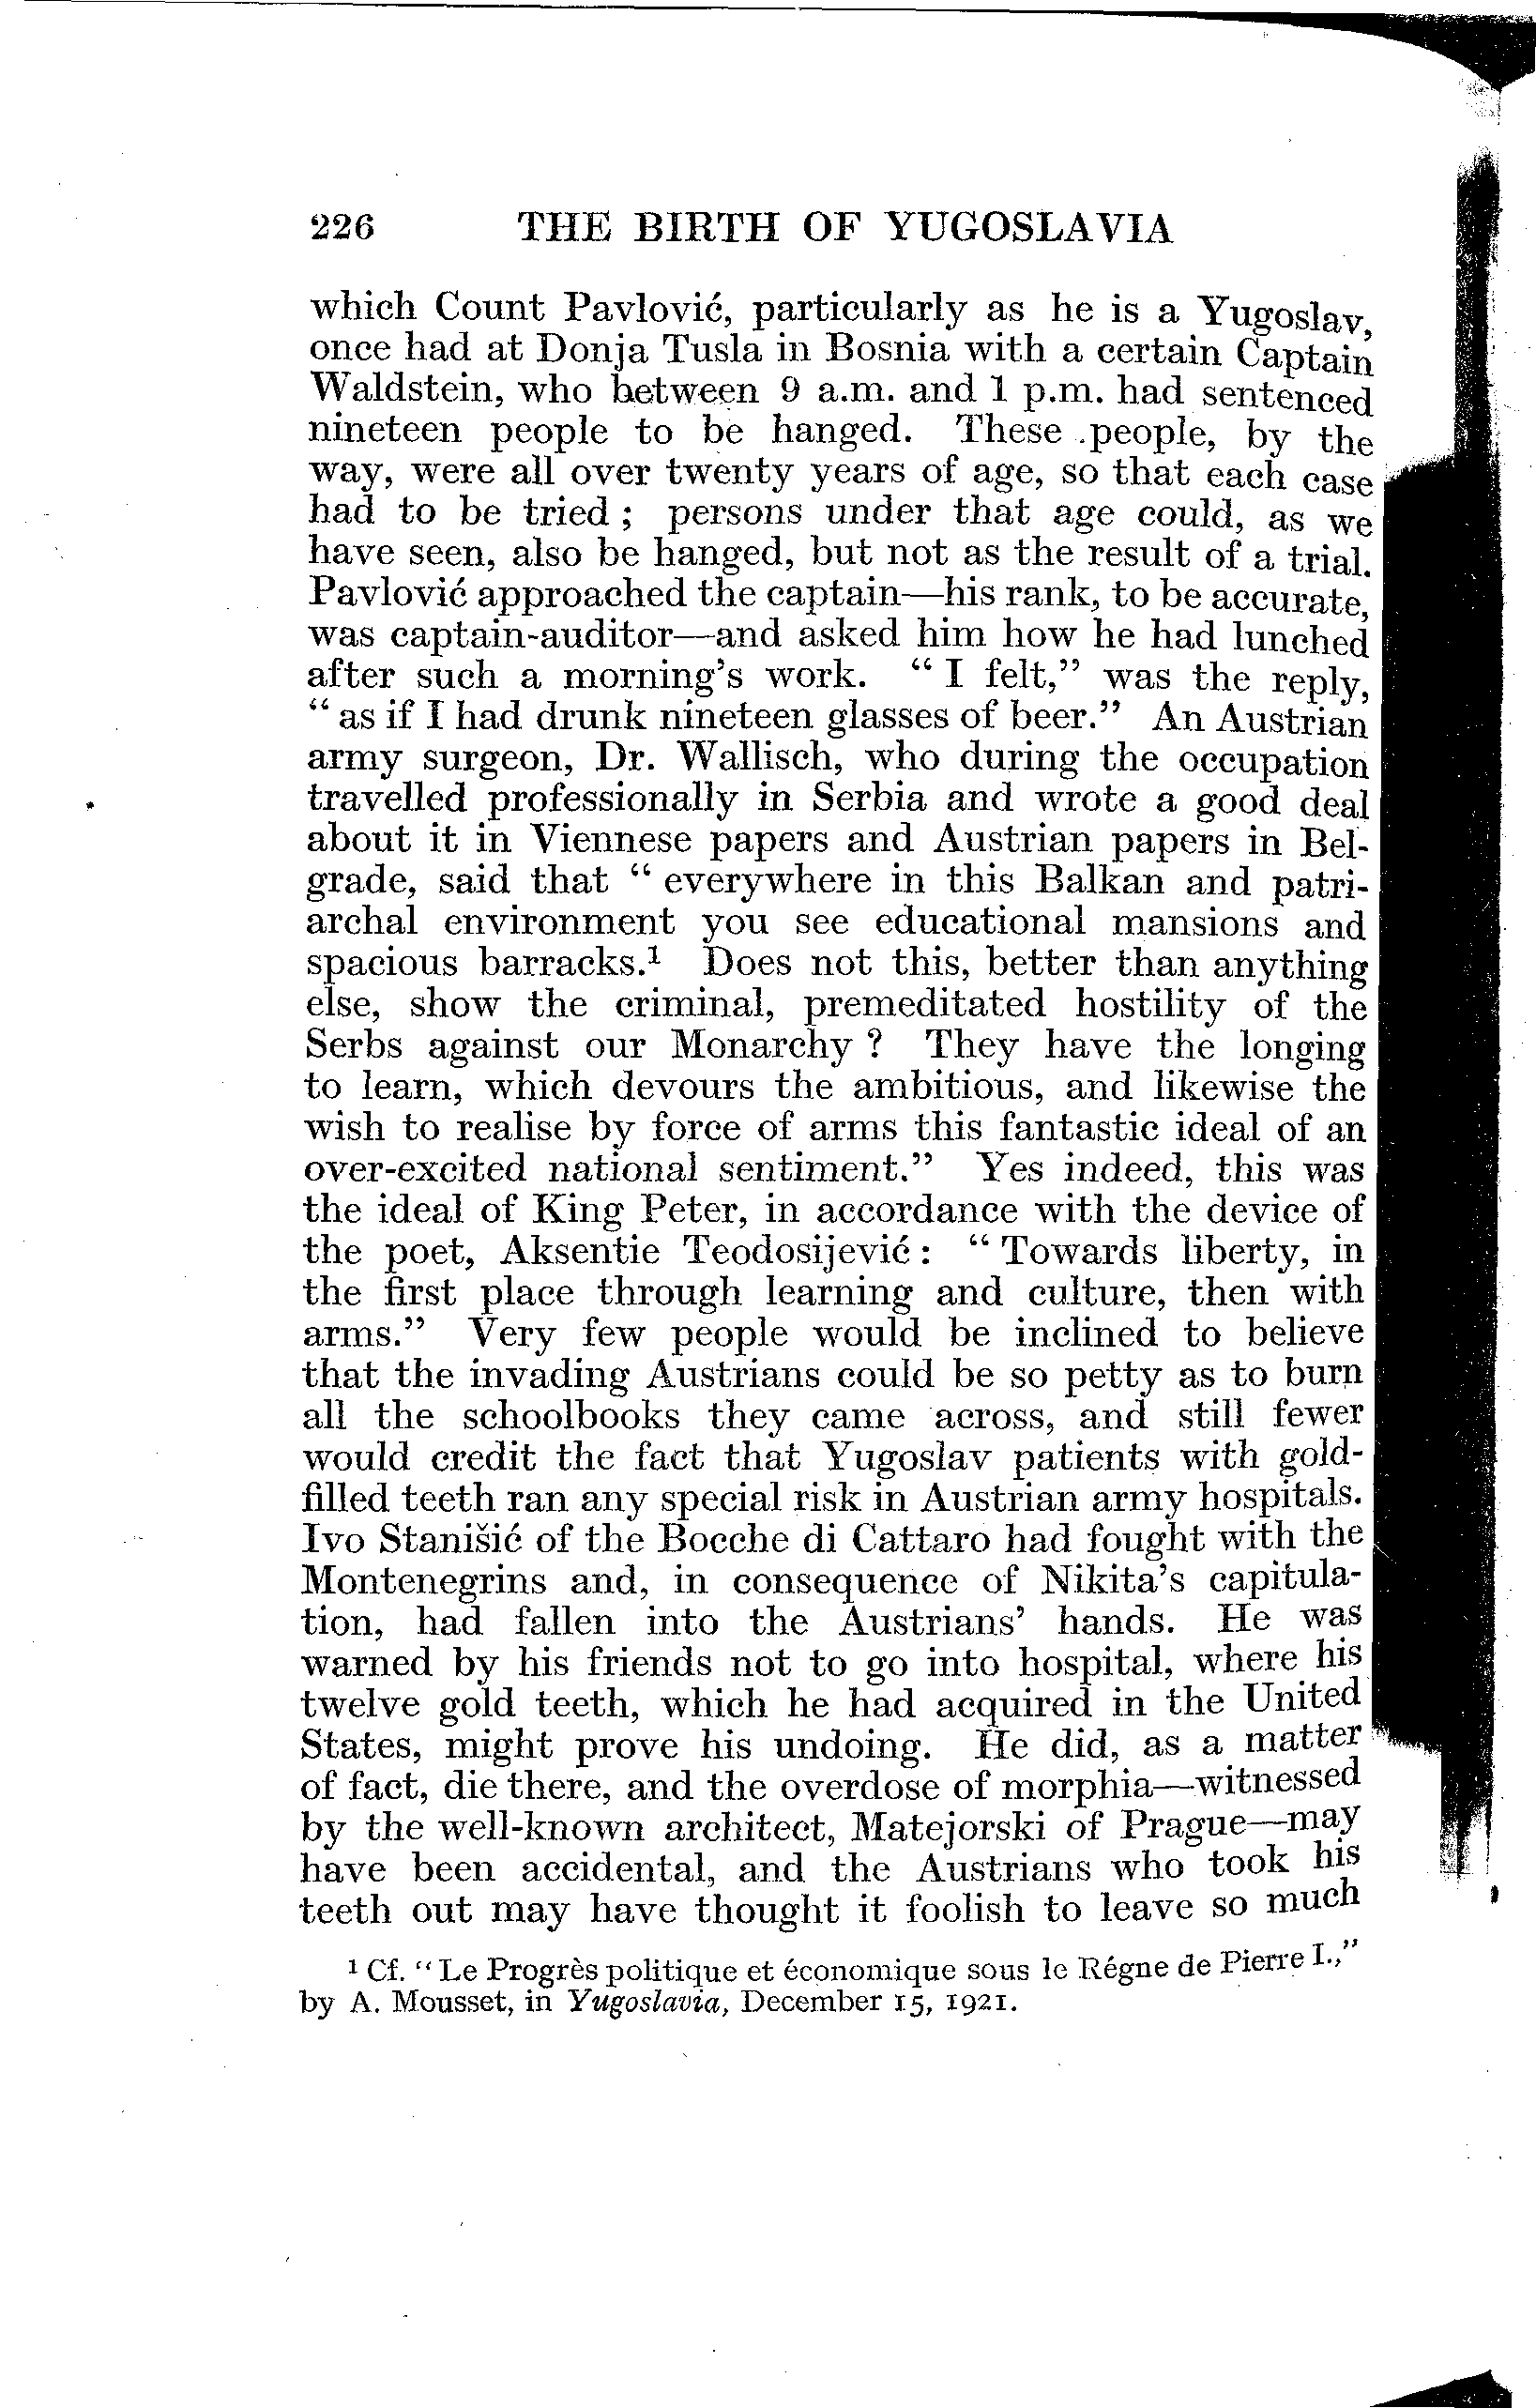 226 THE BIRTH OF YUGOSLAVIA
which Count Pavlović, particularly as he is a Yugoslav,
once had at Donja Tusla in Bosnia with a certain Captain
Waldstein, who between 9 a.m. and 1 p.m. had sentenced
nineteen people to be hanged. These people, by the
way, were all over twenty years of age, so that each case
had to be tried ; persons under that age could, as we
have seen, also be hanged, but not as the result of a trial.
Pavlović approached the captain—his rank, to be accurate,
was captain-auditor—and asked him how he had lunched
after such a morning's work. “ I felt,” was the reply,
“ as if I had drunk nineteen glasses of beer.” An Austrian
army surgeon, Dr. Wallisch, who during the occupation
travelled professionally in Serbia and wrote a good deal
about it in Viennese papers and Austrian papers in Bel-
grade, said that “ everywhere in this Balkan and patri-
archal environment you see educational mansions and
spacious barracks.¹ Does not this, better than anything
else, show the criminal, premeditated hostility of the
Serbs against our Monarchy ? They have the longing
to learn, which devours the ambitious, and likewise the
wish to realise by force of arms this fantastic ideal of an
over-excited national sentiment.” Yes indeed, this was
the ideal of King Peter, in accordance with the device of
the poet, Aksentie Teodosijević : “ Towards liberty, in
the first place through learning and culture, then with
arms.” Very few people would be inclined to believe
that the invading Austrians could be so petty as to burn
all the schoolbooks they came across, and still fewer
would credit the fact that Yugoslav patients with gold-
filled teeth ran any special risk in Austrian army hospitals.
Ivo Stanišić of the Bocche di Cattaro had fought with the
Montenegrins and, in consequence of Nikita's capitula-
tion, had fallen into the Austrians' hands. He was
warned by his friends not to go into hospital, where his
twelve gold teeth, which he had acquired in the United
States, might prove his undoing. He did, as a matter
of fact, die there, and the overdose of morphia—witnessed
by the well-known architect, Matejorski of Prague—may
have been accidental, and the Austrians who took his
teeth out may have thought it foolish to leave so much
¹ Cf. “ Le Progrès politique et économique sous le Régne de Pierre I.,”
by A. Mousset, in Yugoslavia, December 15, 1921.